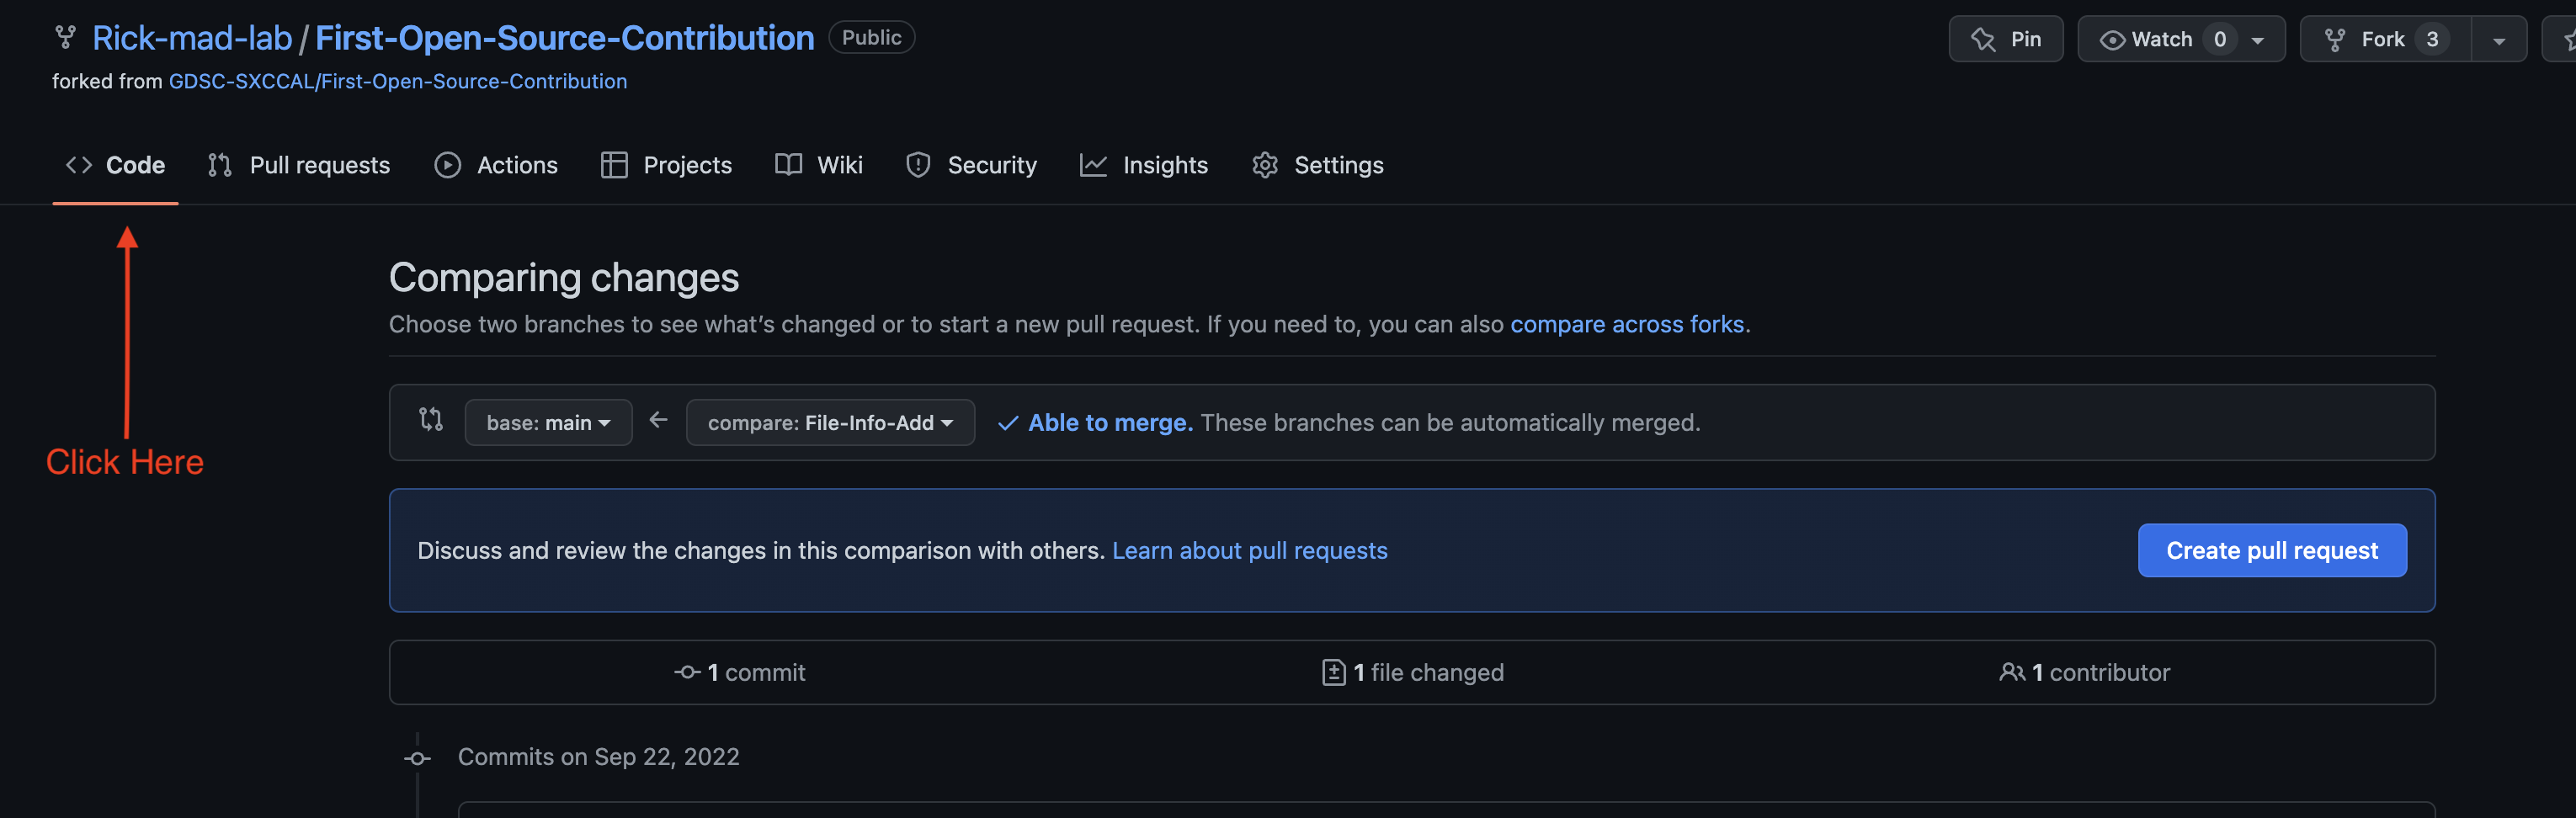 Rick-mad-lab / First-Open-Source-Contribution Public Pin Watch 0 Fork 3
forked from GDSC-SXCCAL/First-Open-Source-Contribution
Code Pull requests Actions Projects Wiki Security Insights Settings
Comparing changes
Choose two branches to see what’s changed or to start a new pull request. If you need to, you can also compare across forks.
base: main compare: File-Info-Add Able to merge. These branches can be automatically merged.
Click Here
Discuss and review the changes in this comparison with others. Learn about pull requests Create pull request
1 commit 1 file changed 1 contributor
Commits on Sep 22, 2022